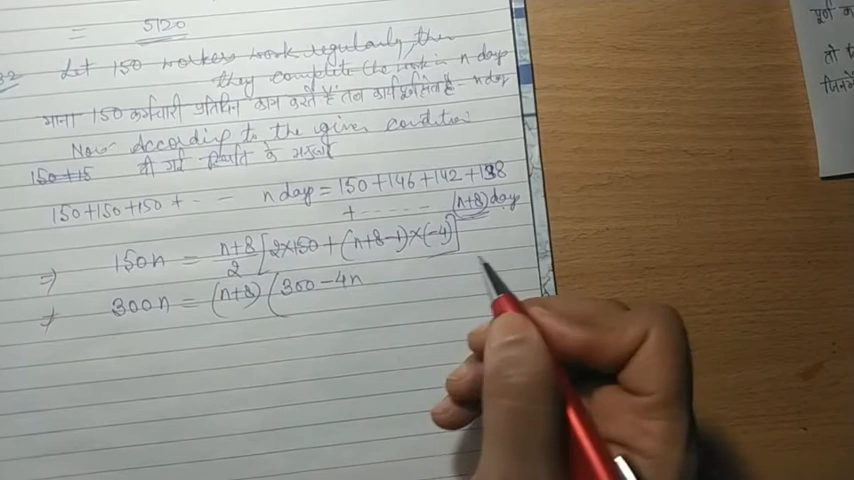 = 5120
32 Let 150 workers work regularly, then
they complete the work in n days
माना 150 कर्मचारी प्रतिदिन काम करते हैं तब कार्य पूर्ण होता है = n day
Now According to the given condition
150+15 दी गई स्थिति के अनुसार
150+150+150+ - - n day = 150+146+142+138
+ ------ (n+8) day
⇒ 150n = n+8/2 [2×150+(n+8-1)×(-4)]
⇒ 300n = (n+8) (300-4n
पूर्ण क
तो
जिनमें